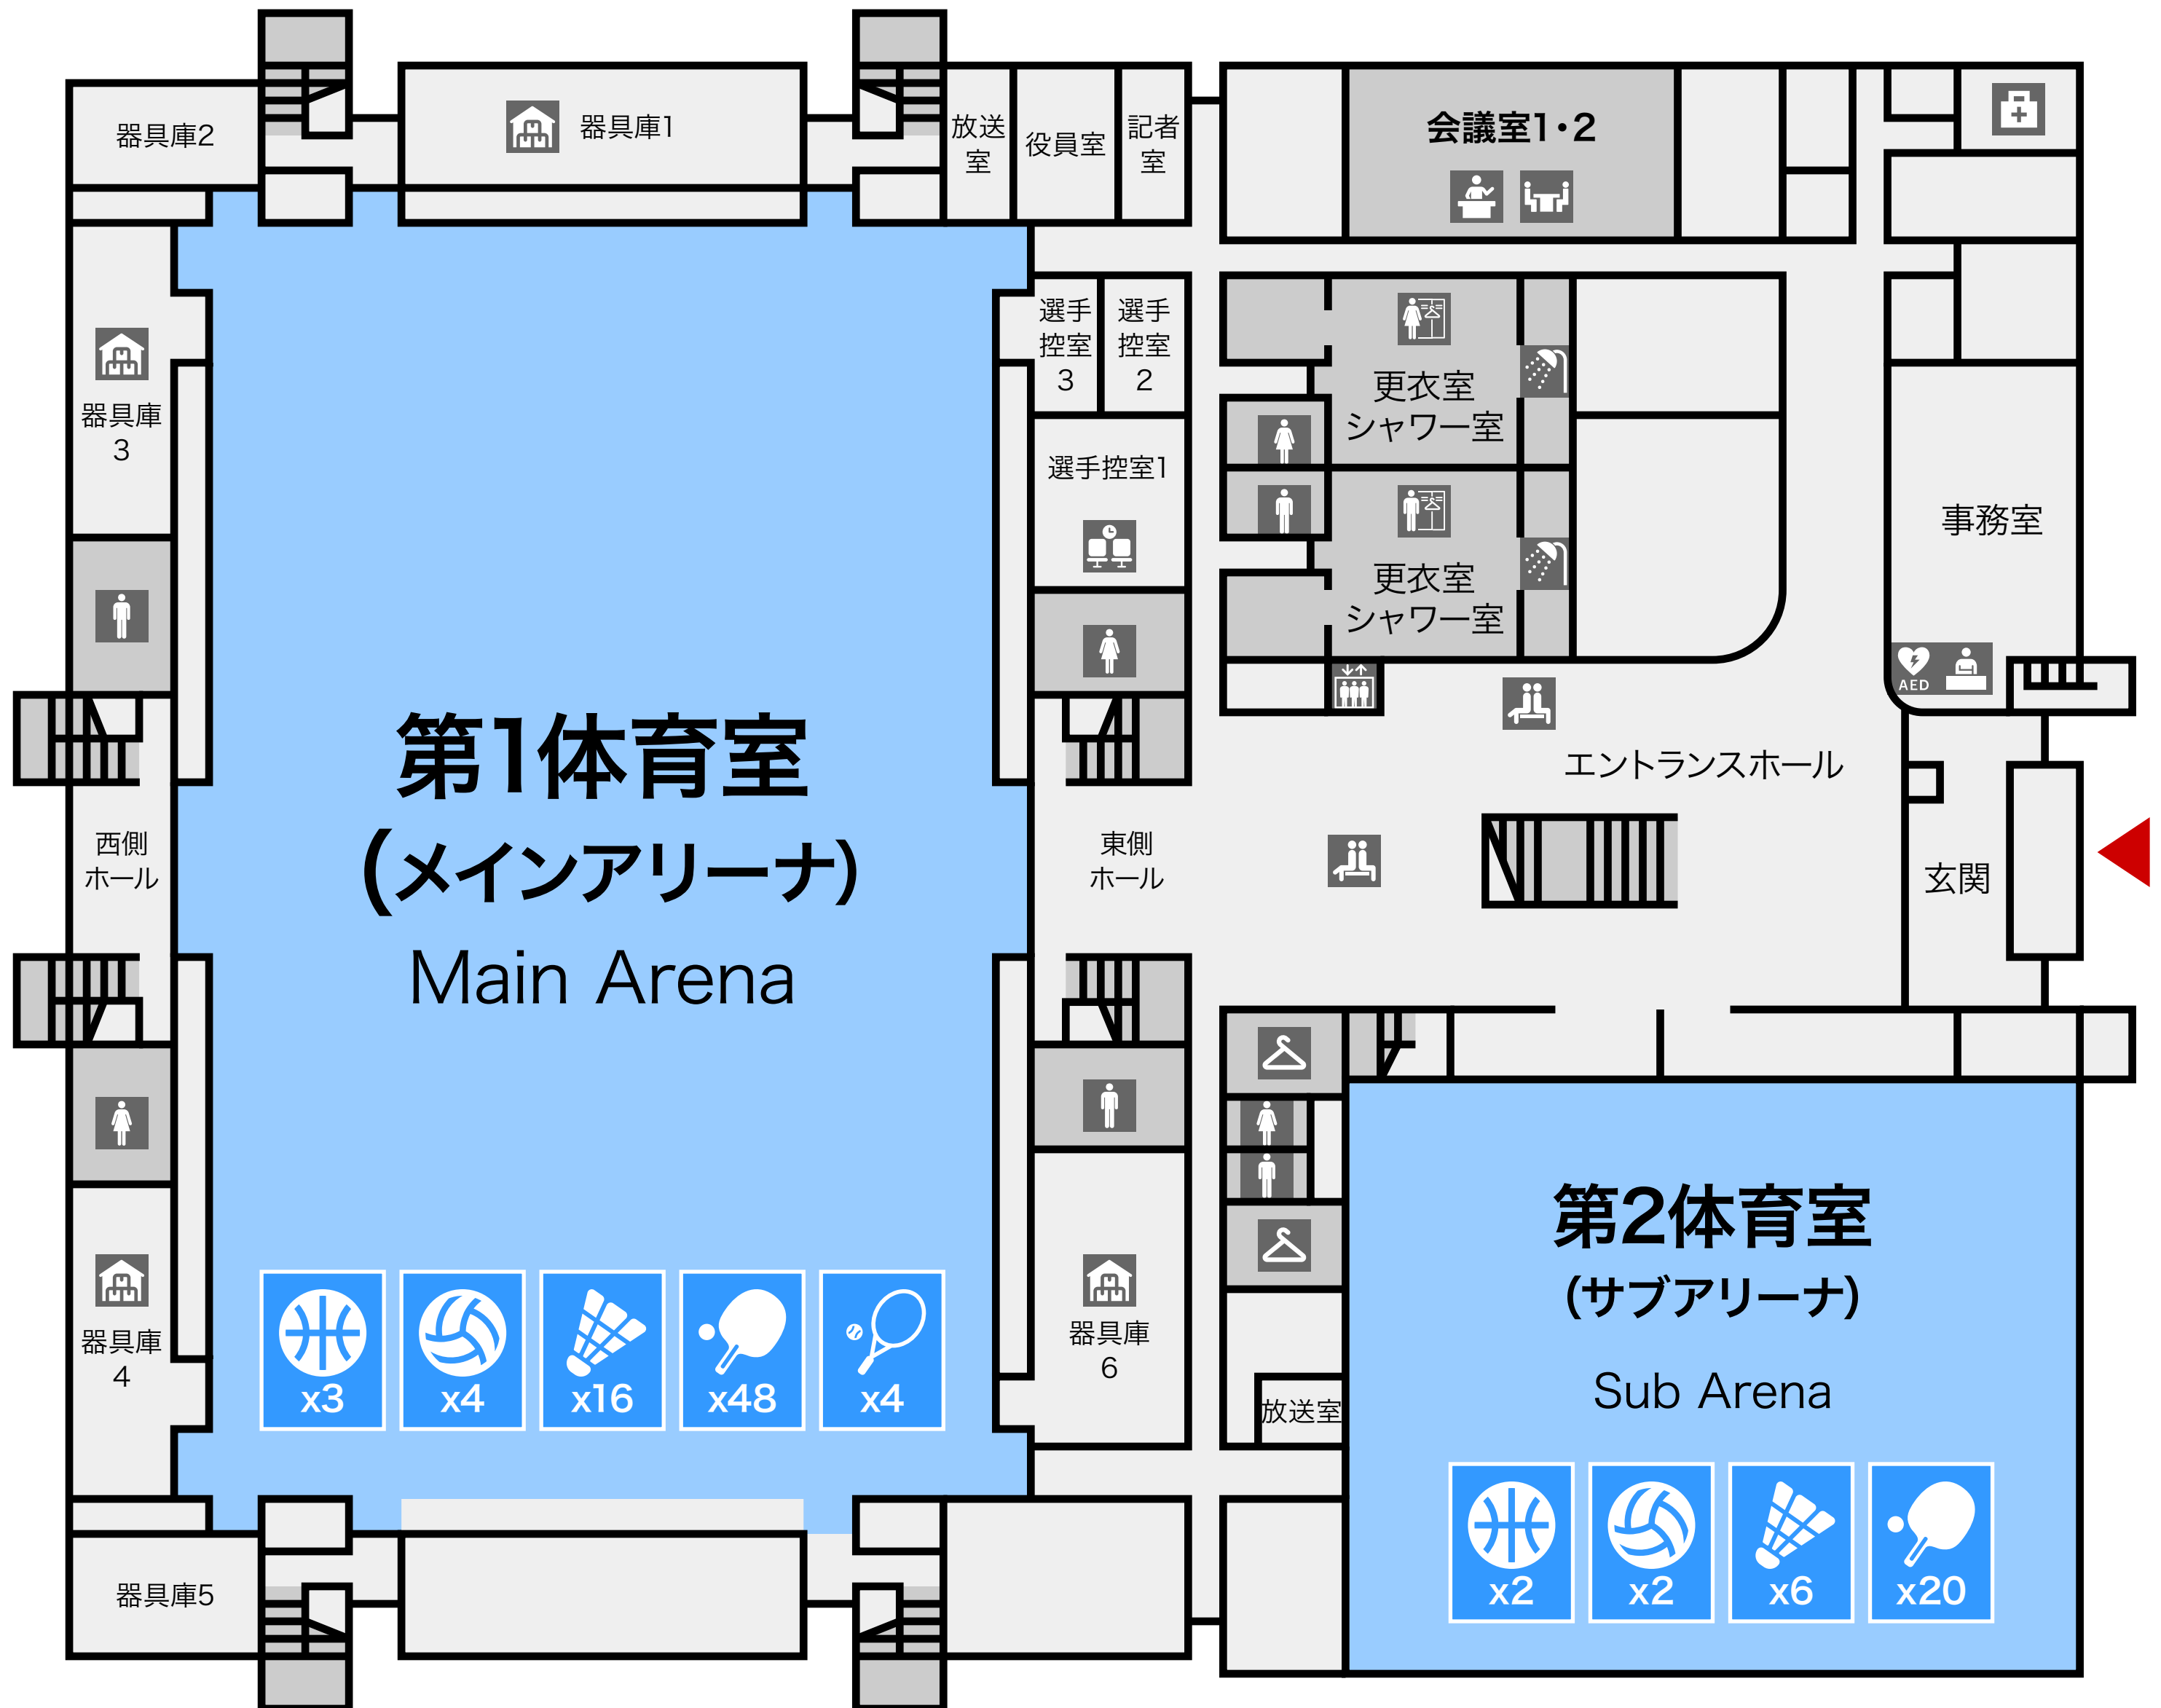 器具庫2
器具庫1
放送
室
役員室
記者
室
会議室1・2
選手
控室
3
選手
控室
2
更衣室
シャワー室
器具庫
3
選手控室1
事務室
更衣室
シャワー室
AED
第1体育室
(メインアリーナ)
Main Arena
エントランスホール
西側
ホール
東側
ホール
玄関
第2体育室
(サブアリーナ)
Sub Arena
器具庫
4
器具庫
6
放送室
x3
x4
x16
x48
x4
x2
x2
x6
x20
器具庫5